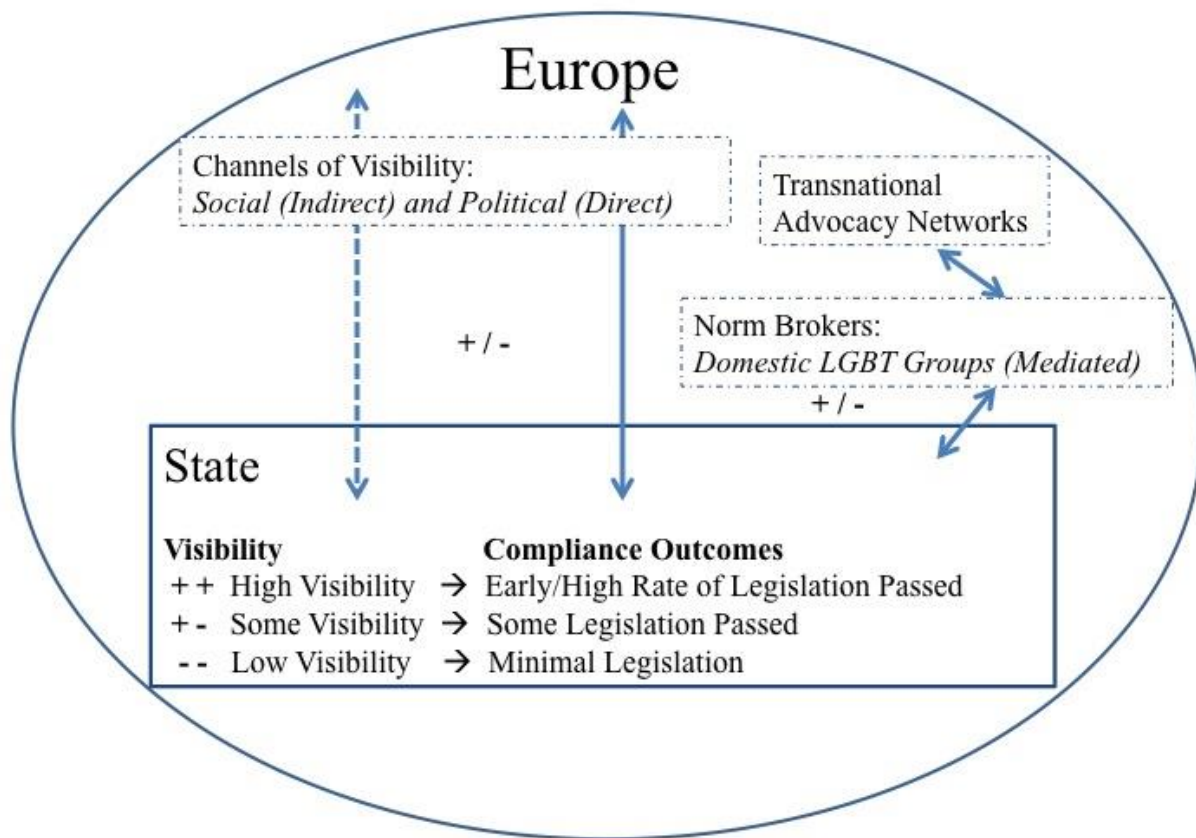 Europe
Channels of Visibility:
Social (Indirect) and Political (Direct)
Transnational
Advocacy Networks
+ / -
Norm Brokers:
Domestic LGBT Groups (Mediated)
+ / -
State
Visibility Compliance Outcomes
+ + High Visibility → Early/High Rate of Legislation Passed
+ - Some Visibility → Some Legislation Passed
- - Low Visibility → Minimal Legislation